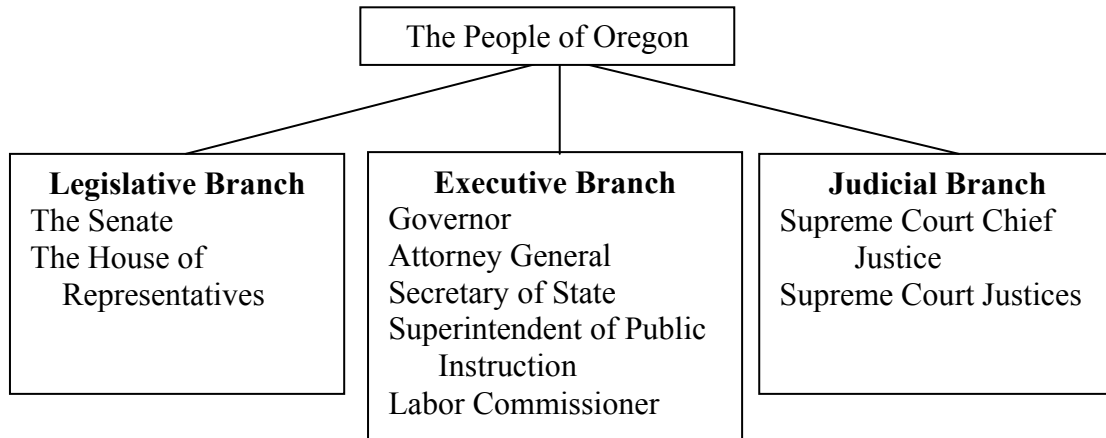 The People of Oregon
Legislative Branch
The Senate
The House of
Representatives
Executive Branch
Governor
Attorney General
Secretary of State
Superintendent of Public
Instruction
Labor Commissioner
Judicial Branch
Supreme Court Chief
Justice
Supreme Court Justices